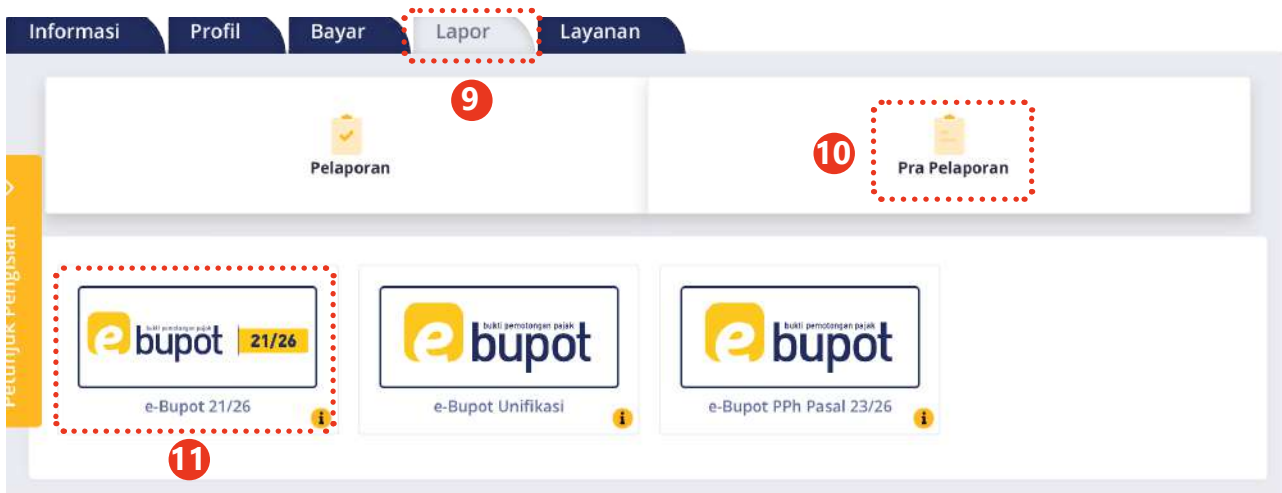 Informasi Profil Bayar Lapor Layanan
9
Pelaporan
10
Pra Pelaporan
Petunjuk Pengisian
e bukti pemotongan pajak
bupot 21/26
e-Bupot 21/26
i
e bukti pemotongan pajak
bupot
e-Bupot Unifikasi
i
e bukti pemotongan pajak
bupot
e-Bupot PPh Pasal 23/26
i
11